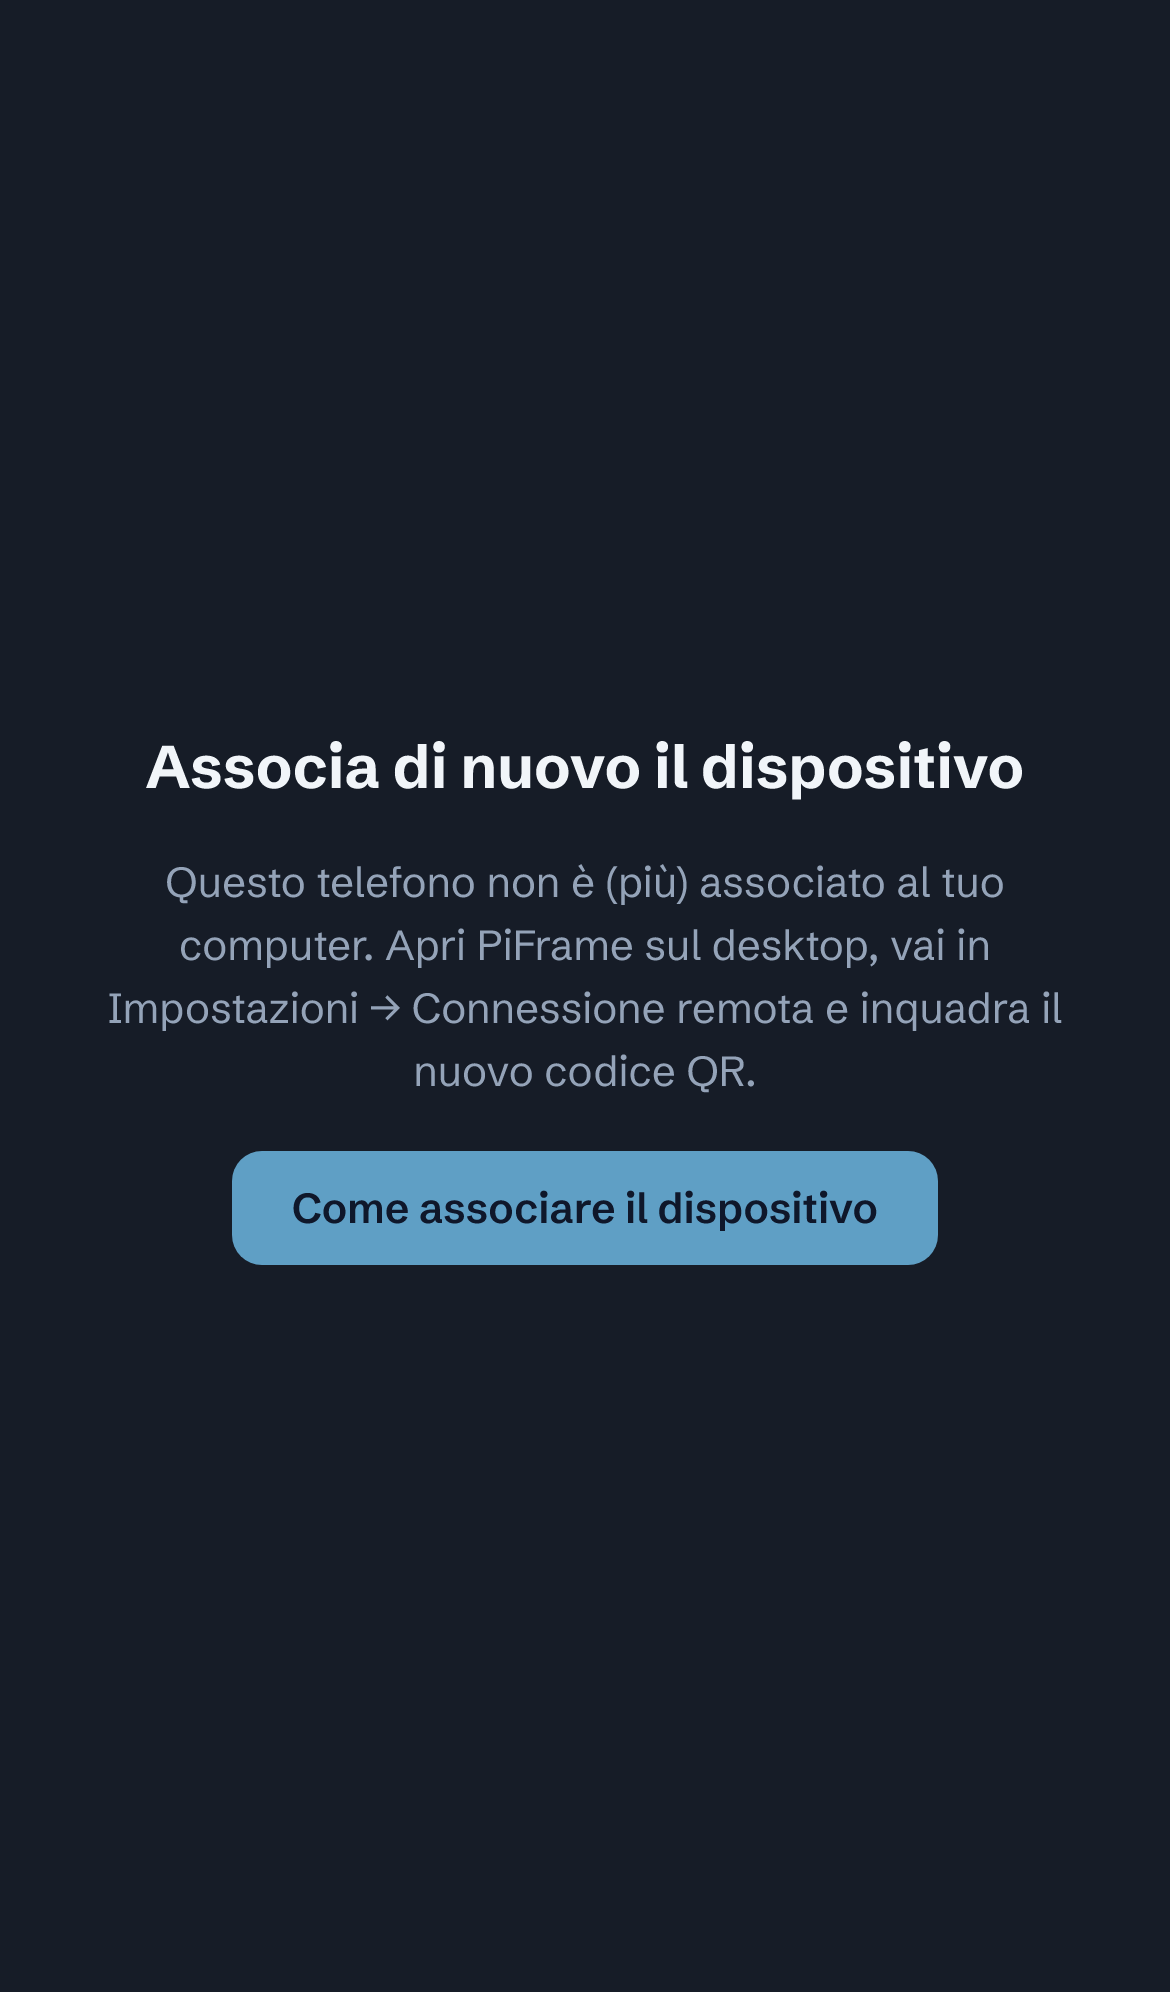 Associa di nuovo il dispositivo
Questo telefono non è (più) associato al tuo
computer. Apri PiFrame sul desktop, vai in
Impostazioni → Connessione remota e inquadra il
nuovo codice QR.
Come associare il dispositivo